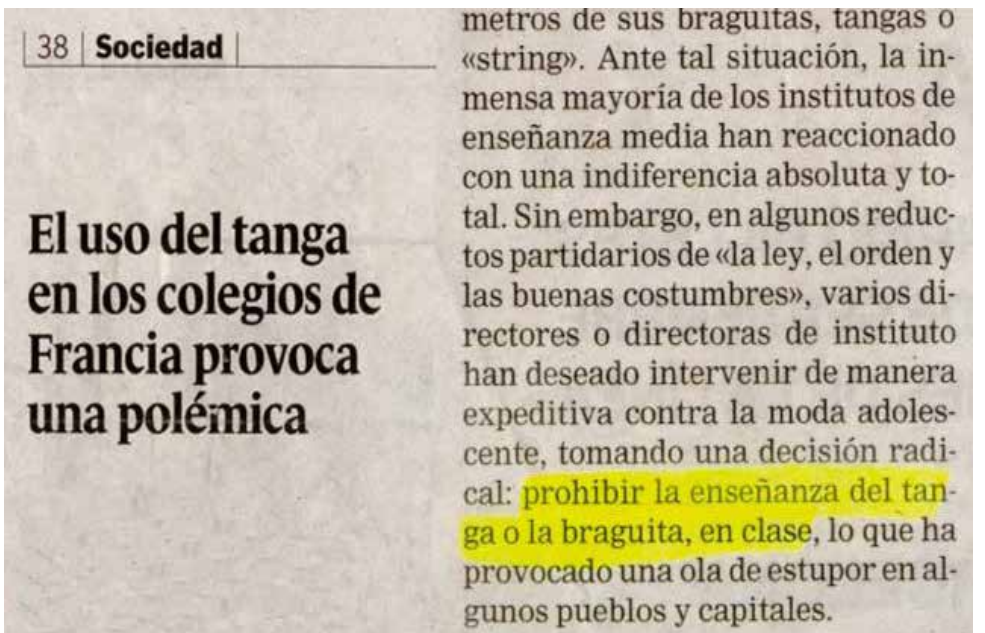 38 Sociedad
El uso del tanga
en los colegios de
Francia provoca
una polémica
metros de sus braguitas, tangas o
«string». Ante tal situación, la in-
mensa mayoría de los institutos de
enseñanza media han reaccionado
con una indiferencia absoluta y to-
tal. Sin embargo, en algunos reduc-
tos partidarios de «la ley, el orden y
las buenas costumbres», varios di-
rectores o directoras de instituto
han deseado intervenir de manera
expeditiva contra la moda adoles-
cente, tomando una decisión radi-
cal: prohibir la enseñanza del tan-
ga o la braguita, en clase, lo que ha
provocado una ola de estupor en al-
gunos pueblos y capitales.